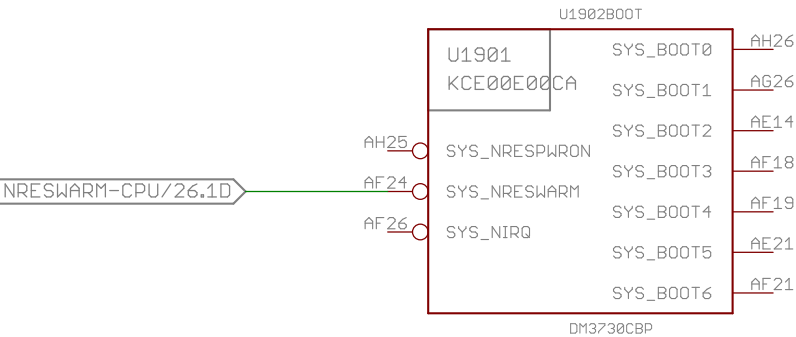 U1902BOOT
U1901
KCE00E00CA
SYS_BOOT0
AH26
SYS_BOOT1
AG26
SYS_BOOT2
AE14
AH25
SYS_NRESPWRON
SYS_BOOT3
AF18
NRESWARM-CPU/26.1D
AF24
SYS_NRESWARM
SYS_BOOT4
AF19
AF26
SYS_NIRQ
SYS_BOOT5
AE21
SYS_BOOT6
AF21
DM3730CBP